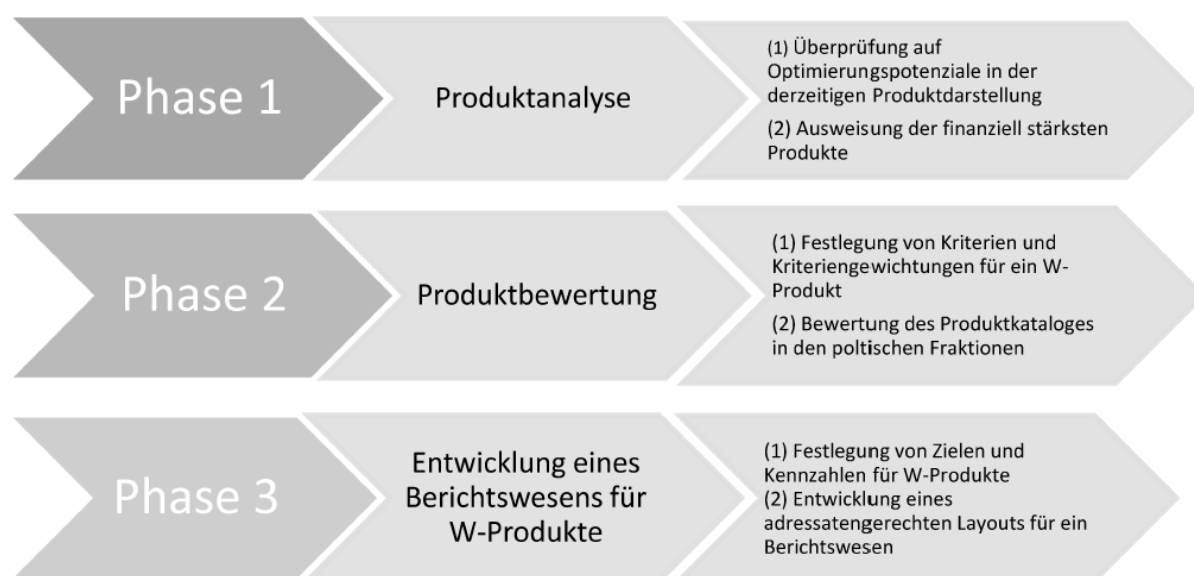 Phase 1
Produktanalyse
(1) Überprüfung auf
Optimierungspotenziale in der
derzeitigen Produktdarstellung
(2) Ausweisung der finanziell stärksten
Produkte
Phase 2
Produktbewertung
(1) Festlegung von Kriterien und
Kriteriengewichtungen für ein W-
Produkt
(2) Bewertung des Produktkataloges
in den poltischen Fraktionen
Phase 3
Entwicklung eines
Berichtswesens für
W-Produkte
(1) Festlegung von Zielen und
Kennzahlen für W-Produkte
(2) Entwicklung eines
adressatengerechten Layouts für ein
Berichtswesen